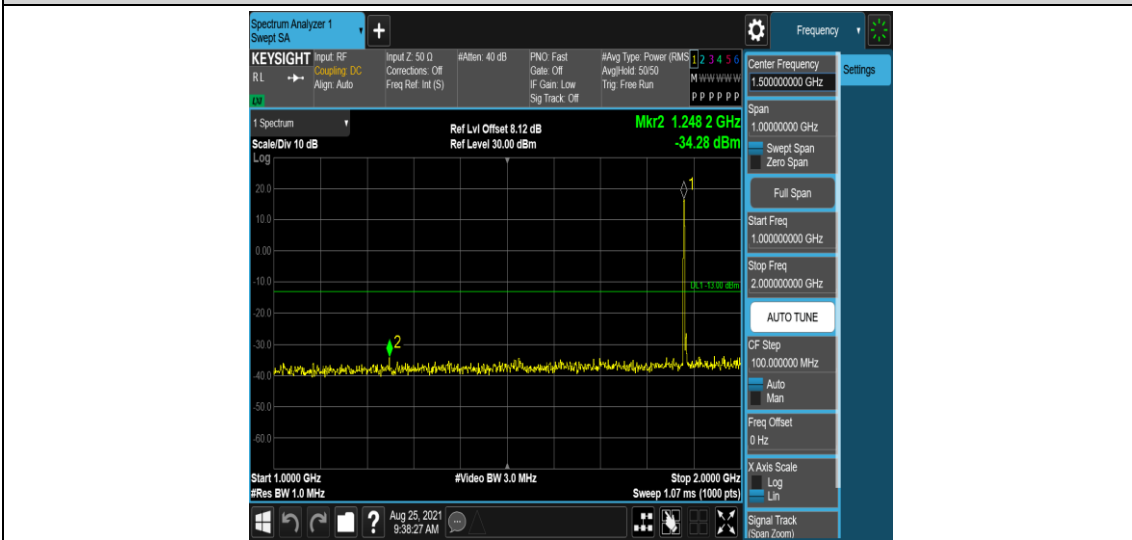 Spectrum Analyzer 1
Swept SA
+
Frequency
KEYSIGHT
RL
LXI
Input: RF
Coupling: DC
Align: Auto
Input Z: 50 Ω
Corrections: Off
Freq Ref: Int (S)
#Atten: 40 dB
PNO: Fast
Gate: Off
IF Gain: Low
Sig Track: Off
#Avg Type: Power (RMS
Avg|Hold: 50/50
Trig: Free Run
1 2 3 4 5 6
M W W W W W
P P P P P P
1 Spectrum
Scale/Div 10 dB
Log
Ref Lvl Offset 8.12 dB
Ref Level 30.00 dBm
Mkr2 1.248 2 GHz
-34.28 dBm
20.0
10.0
0.00
-10.0
-20.0
-30.0
-40.0
-50.0
-60.0
1
DL1 -13.00 dBm
2
Start 1.0000 GHz
#Res BW 1.0 MHz
#Video BW 3.0 MHz
Stop 2.0000 GHz
Sweep 1.07 ms (1000 pts)
?
Aug 25, 2021
9:38:27 AM
Center Frequency
1.500000000 GHz
Settings
Span
1.00000000 GHz
Swept Span
Zero Span
Full Span
Start Freq
1.000000000 GHz
Stop Freq
2.000000000 GHz
AUTO TUNE
CF Step
100.000000 MHz
Auto
Man
Freq Offset
0 Hz
X Axis Scale
Log
Lin
Signal Track
(Span Zoom)